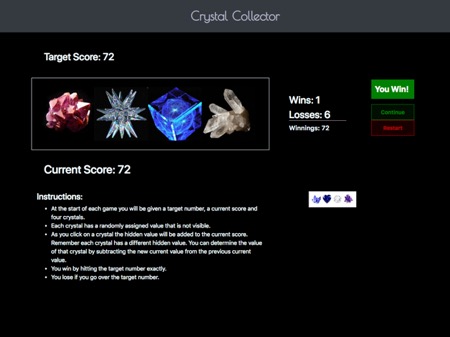 Crystal Collector
Target Score: 72
You Win!
Wins: 1
Losses: 6
Winnings: 72
Continue
Restart
Current Score: 72
Instructions:
• At the start of each game you will be given a target number, a current score and
four crystals.
• Each crystal has a randomly assigned value that is not visible.
• As you click on a crystal the hidden value will be added to the current score.
Remember each crystal has a different hidden value. You can determine the value
of that crystal by subtracting the new current value from the previous current
value.
• You win by hitting the target number exactly.
• You lose if you go over the target number.